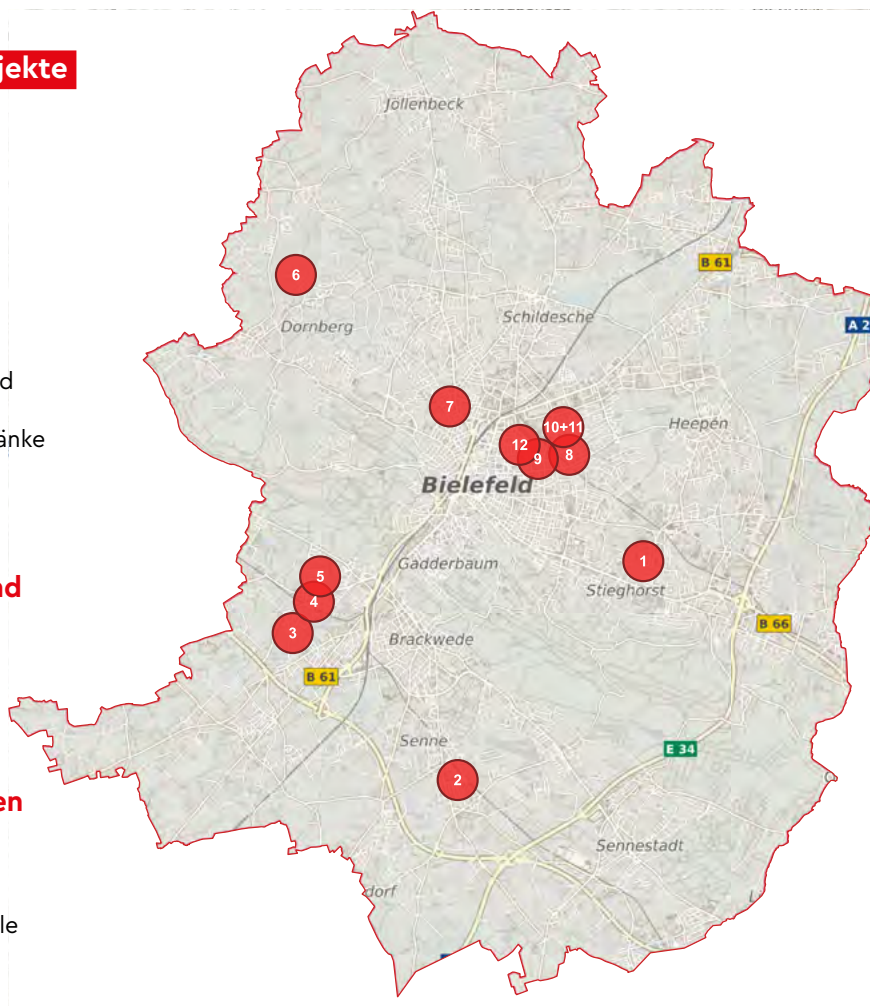 jekte
Jöllenbeck
B 61
6
Schildesche
Dornberg
A 2
d
7
Heepen
änke
10+11
12
9
8
Bielefeld
1
5
Gadderbaum
nd
Stieghorst
4
B 66
3
Brackwede
B 61
Senne
E 34
2
en
Sennestadt
dorf
le